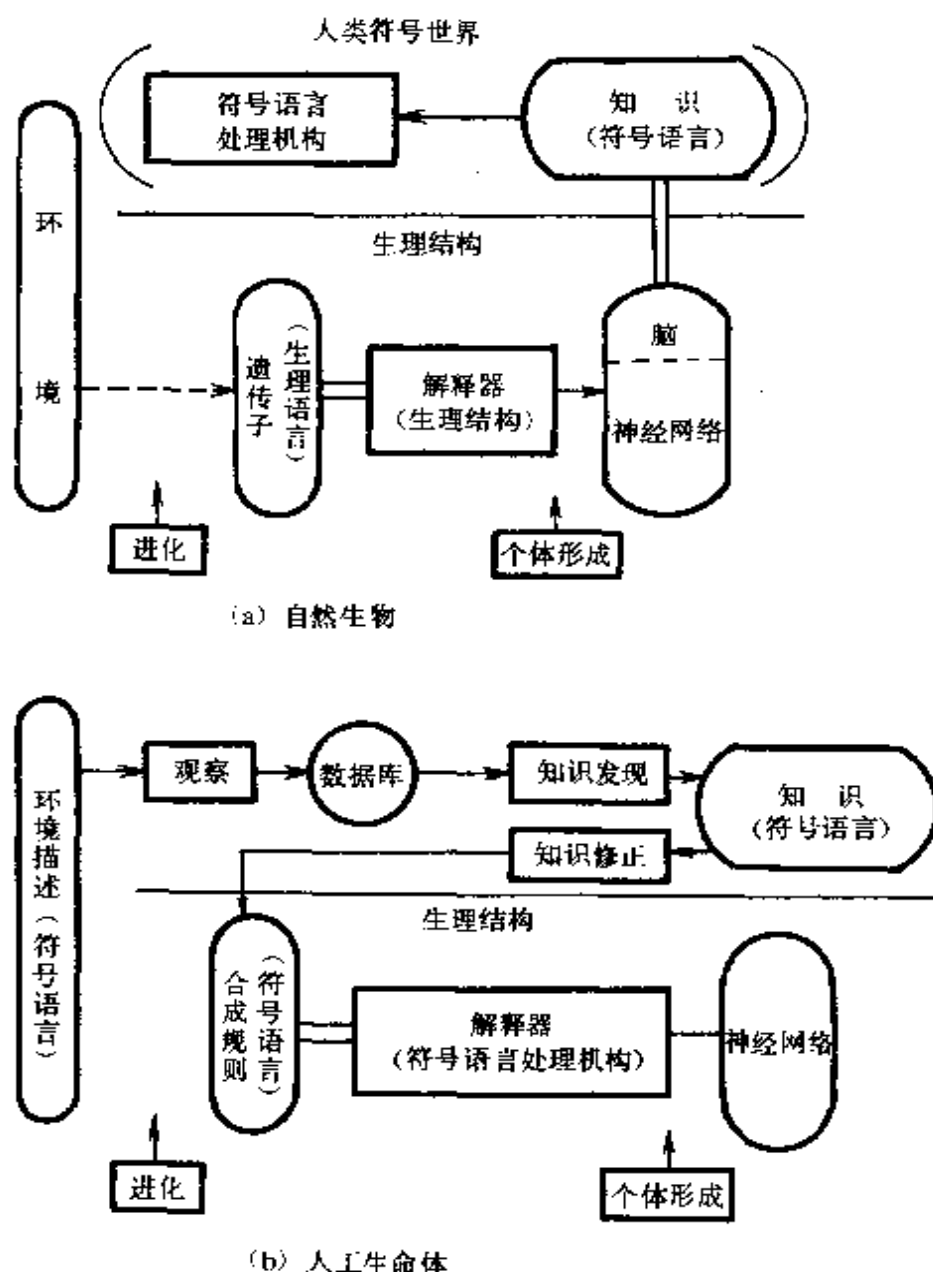 人类符号世界
符号语言
处理机构
知 识
(符号语言)
环
境
生理结构
遗传子
(生理语言)
解释器
(生理结构)
脑
神经网络
进化
个体形成
(a) 自然生物
环境描述(符号语言)
观察
数据库
知识发现
知 识
(符号语言)
知识修正
生理结构
合成规则
(符号语言)
解释器
(符号语言处理机构)
神经网络
进化
个体形成
(b) 人工生命体